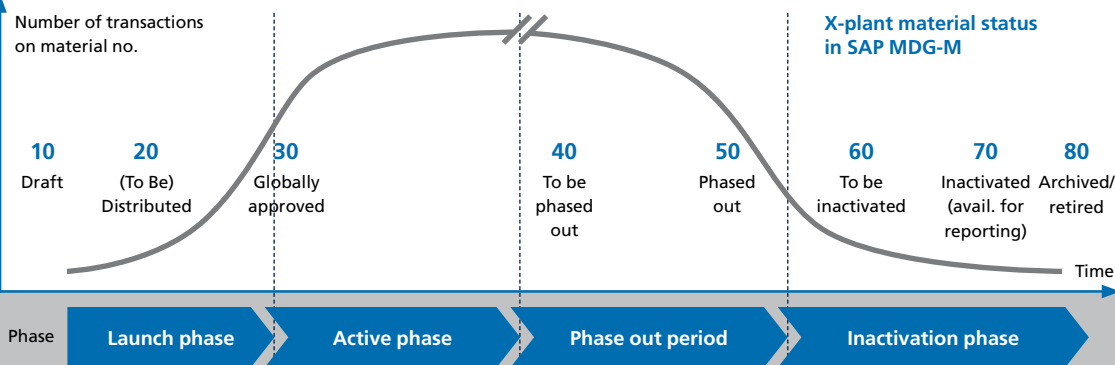 Number of transactions
on material no.
X-plant material status
in SAP MDG-M
10
Draft
20
(To Be)
Distributed
30
Globally
approved
40
To be
phased
out
50
Phased
out
60
To be
inactivated
70
Inactivated
(avail. for
reporting)
80
Archived/
retired
Time
Phase
Launch phase
Active phase
Phase out period
Inactivation phase